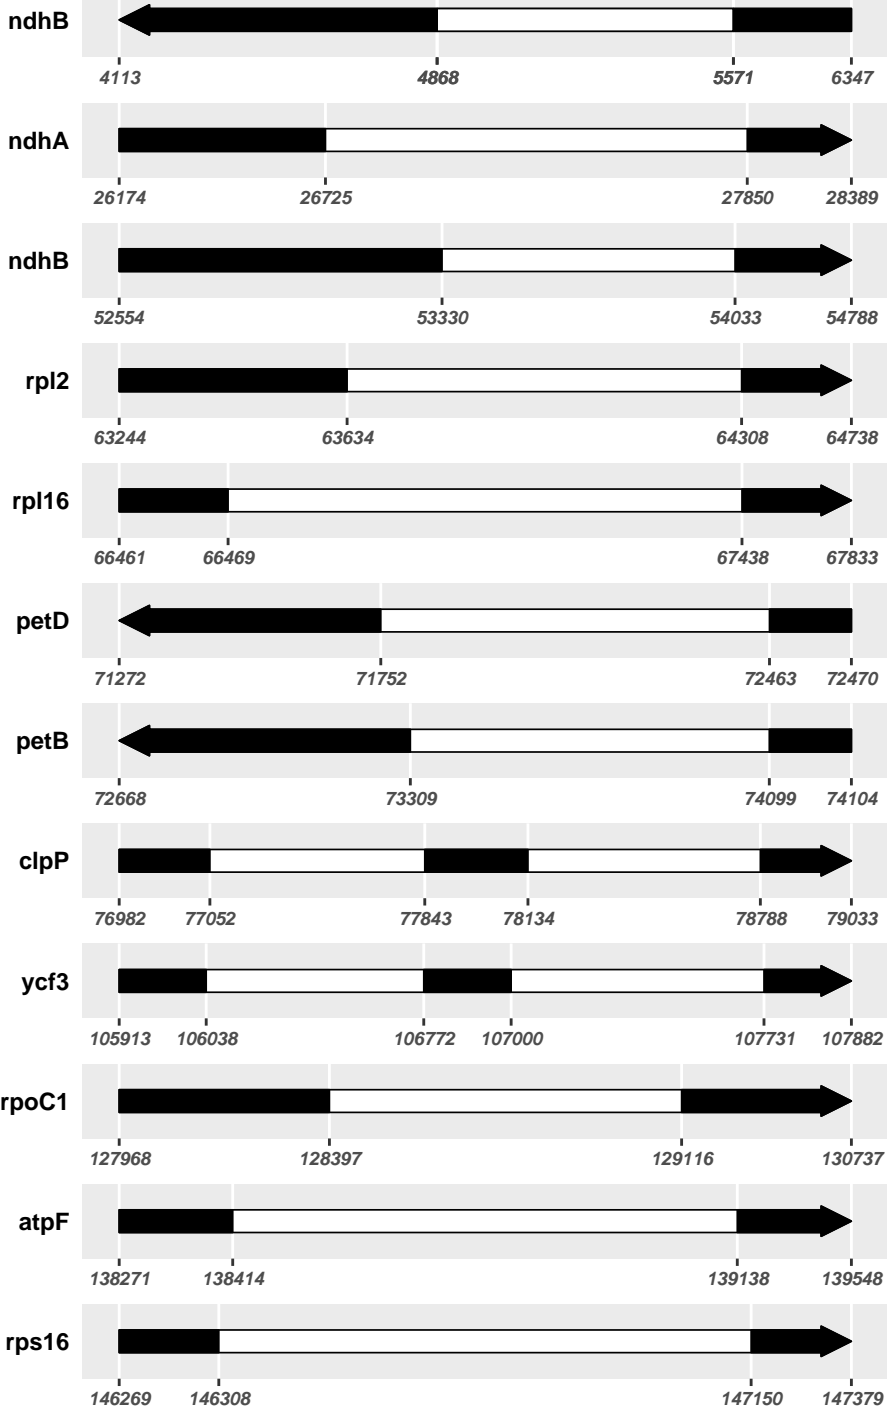 ndhB
4113 4868 5571 6347
ndhA
26174 26725 27850 28389
ndhB
52554 53330 54033 54788
rpl2
63244 63634 64308 64738
rpl16
66461 66469 67438 67833
petD
71272 71752 72463 72470
petB
72668 73309 74099 74104
clpP
76982 77052 77843 78134 78788 79033
ycf3
105913 106038 106772 107000 107731 107882
rpoC1
127968 128397 129116 130737
atpF
138271 138414 139138 139548
rps16
146269 146308 147150 147379